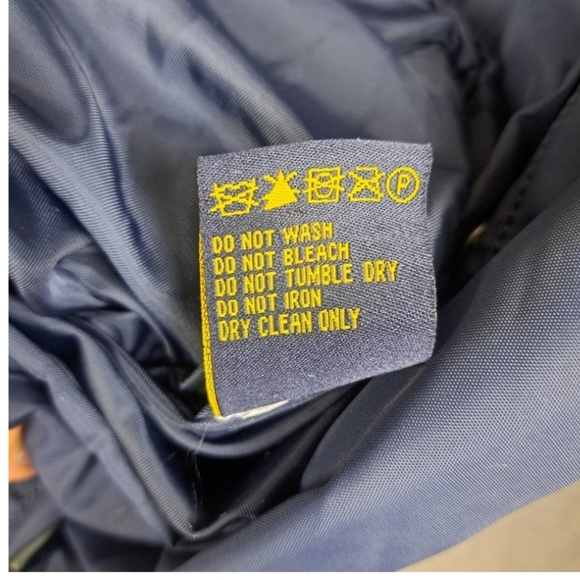 P
DO NOT WASH
DO NOT BLEACH
DO NOT TUMBLE DRY
DO NOT IRON
DRY CLEAN ONLY